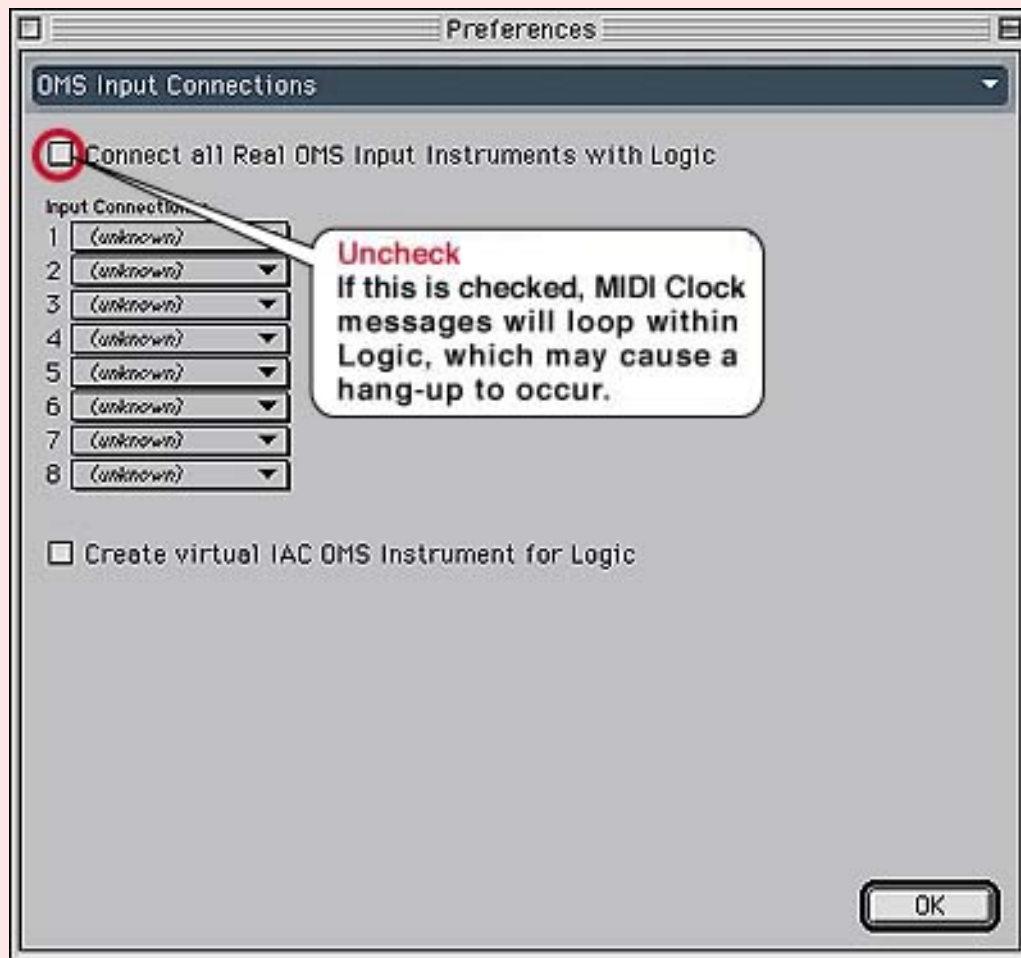 Preferences
OMS Input Connections
Connect all Real OMS Input Instruments with Logic
Input Connections
1 (unknown)
2 (unknown)
3 (unknown)
4 (unknown)
5 (unknown)
6 (unknown)
7 (unknown)
8 (unknown)
Uncheck
If this is checked, MIDI Clock
messages will loop within
Logic, which may cause a
hang-up to occur.
Create virtual IAC OMS Instrument for Logic
OK